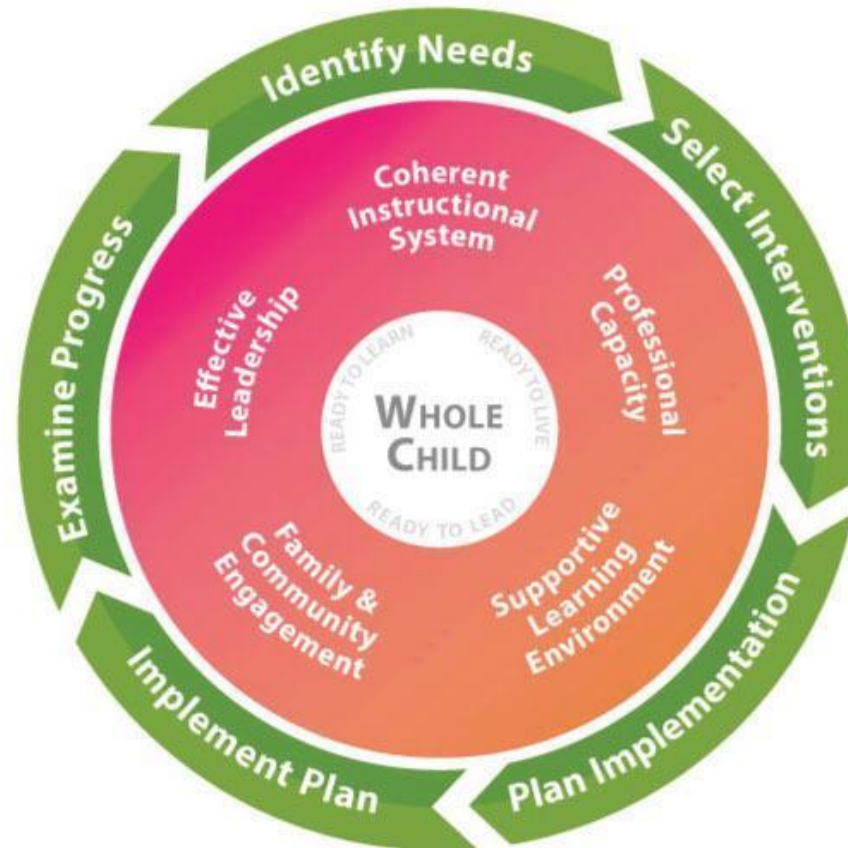 Identify Needs
Select Interventions
Plan Implementation
Implement Plan
Examine Progress
Coherent
Instructional
System
Professional
Capacity
Supportive
Learning
Environment
Family &
Community
Engagement
Effective
Leadership
READY TO LEARN
READY TO LIVE
READY TO LEAD
WHOLE
CHILD